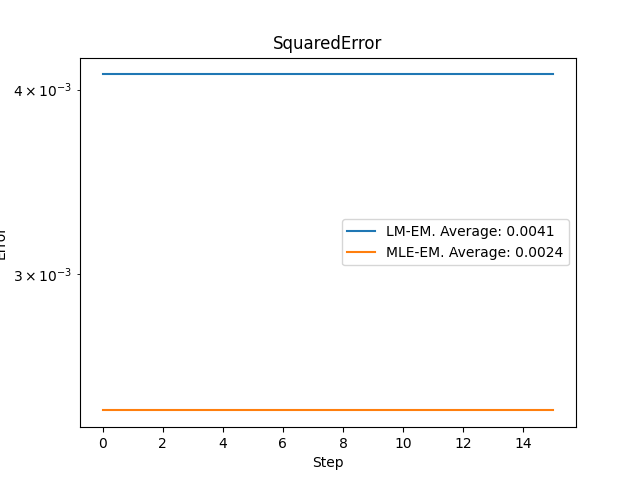 SquaredError
4 × 10⁻³
3 × 10⁻³
Error
LM-EM. Average: 0.0041
MLE-EM. Average: 0.0024
0 2 4 6 8 10 12 14
Step